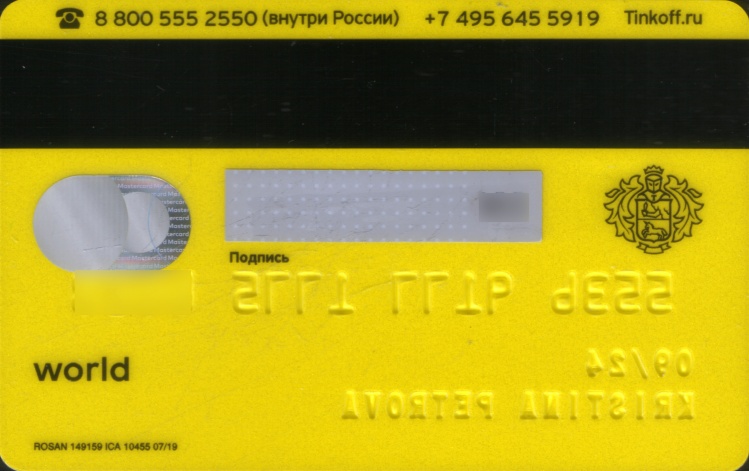 8 800 555 2550 (внутри России) +7 495 645 5919 Tinkoff.ru
Mastercard
Подпись
09/24
world
KRISTINA PETROVA
ROSAN 149159 ICA 10455 07/19